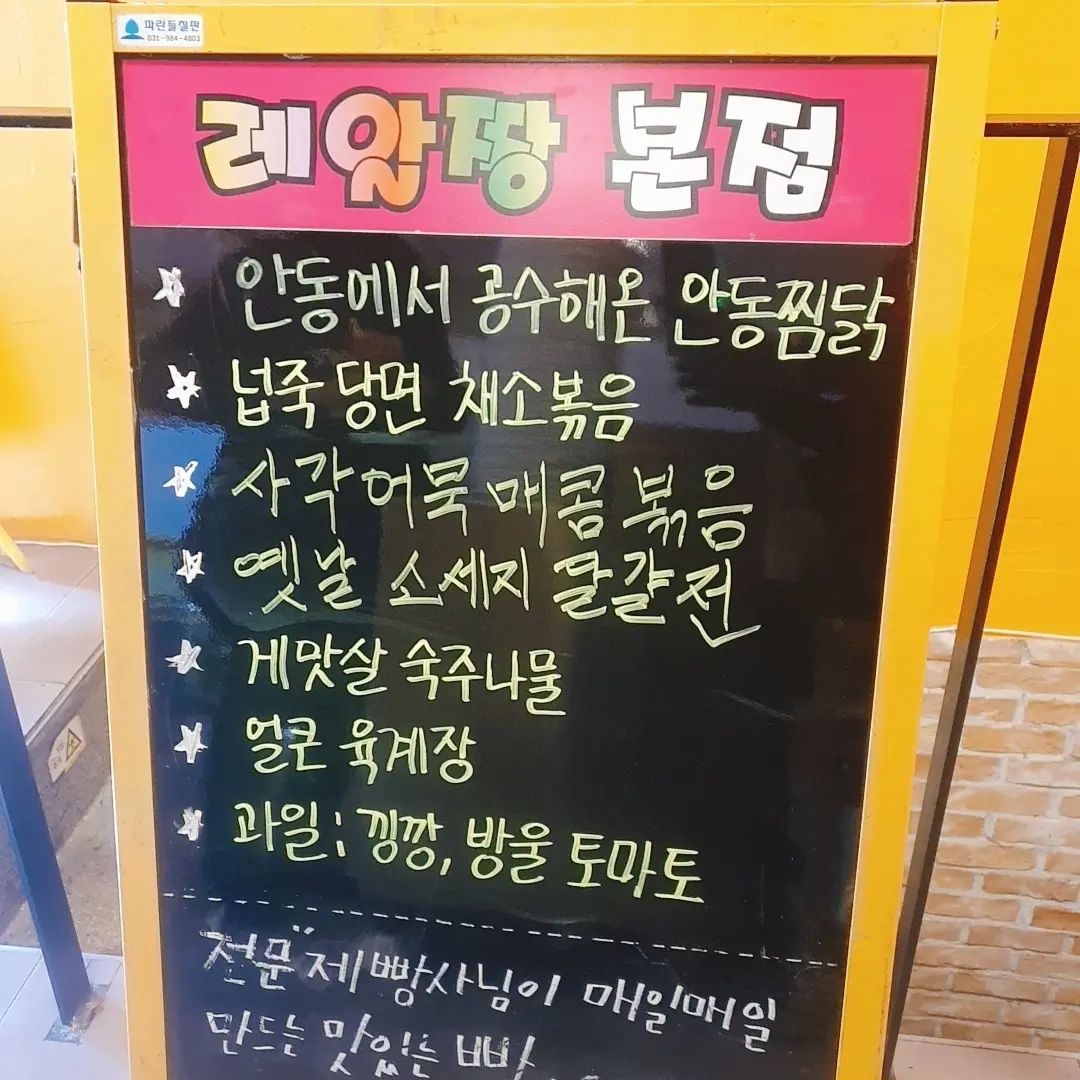 파란들칠판
031-984-4803
레알짱 본점
안동에서 공수해온 안동찜닭
넙죽당면 채소볶음
사각어묵 매콤볶음
옛날 소세지 달걀전
게맛살 숙주나물
얼큰 육계장
과일; 낑깡, 방울토마토
전문"제빵사님이 매일매일
만드는 맛있는 빵